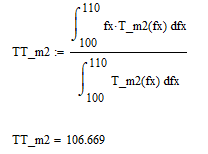 110
fx·T_m2(fx) dfx
100
TT_m2 :=
110
T_m2(fx) dfx
100
TT_m2 = 106.669